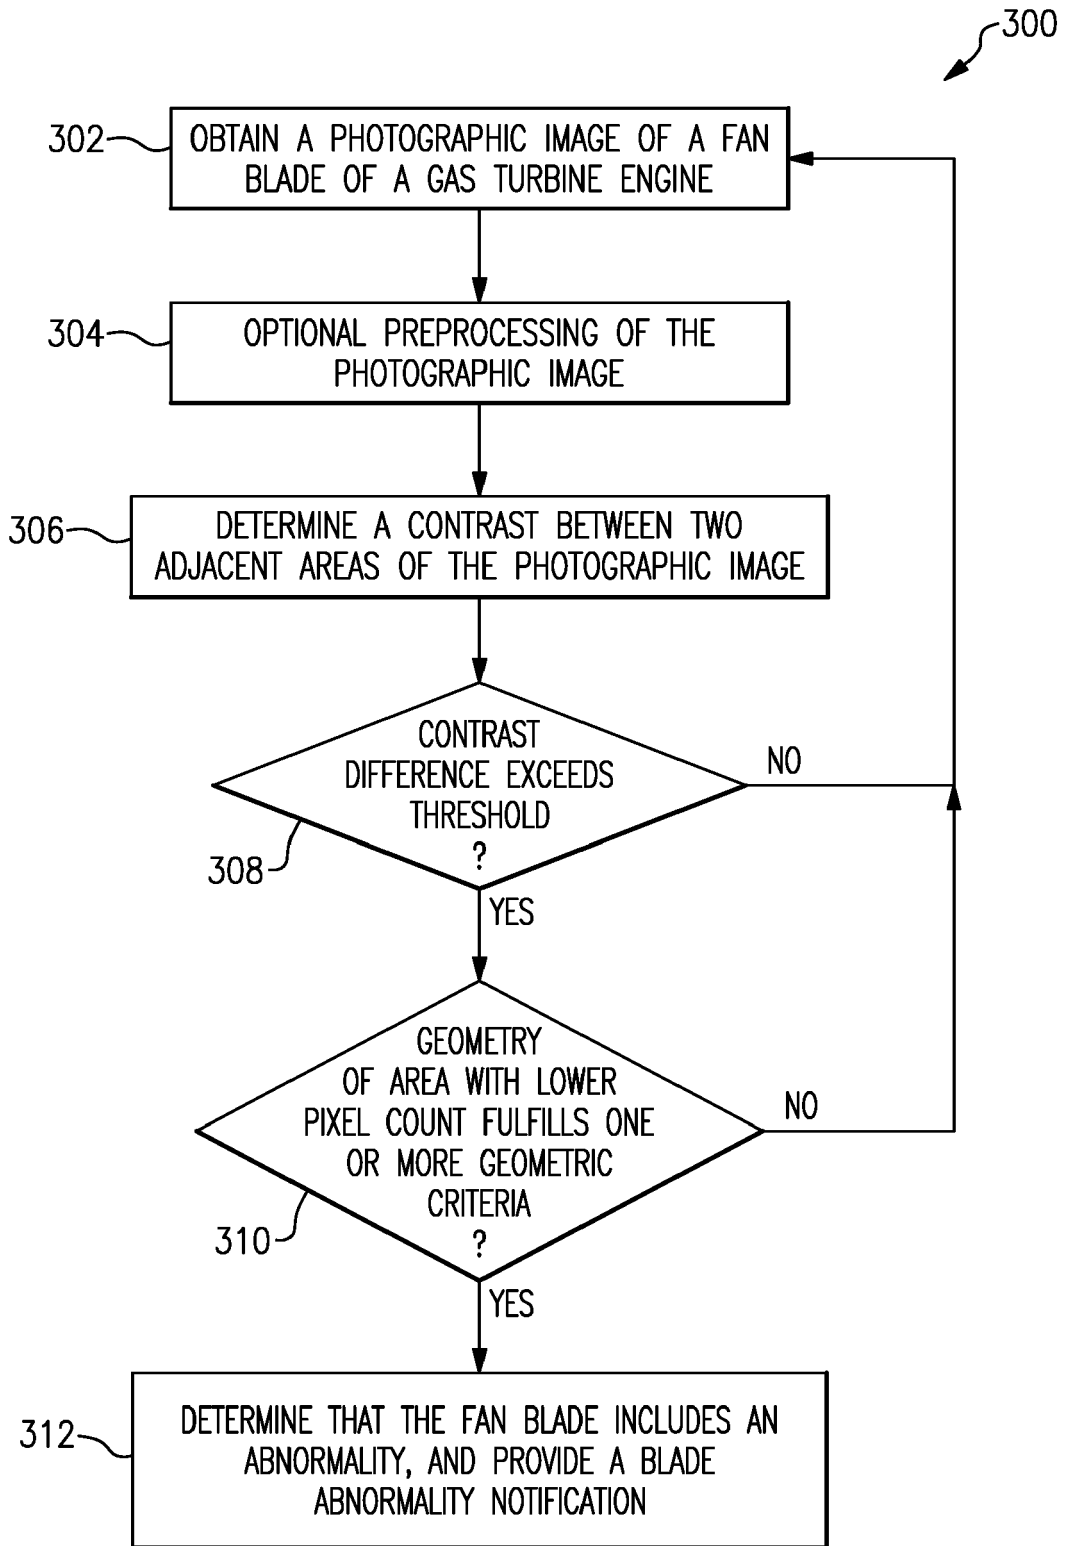 300
302
OBTAIN A PHOTOGRAPHIC IMAGE OF A FAN
BLADE OF A GAS TURBINE ENGINE
304
OPTIONAL PREPROCESSING OF THE
PHOTOGRAPHIC IMAGE
306
DETERMINE A CONTRAST BETWEEN TWO
ADJACENT AREAS OF THE PHOTOGRAPHIC IMAGE
CONTRAST
DIFFERENCE EXCEEDS
THRESHOLD
?
NO
308
YES
GEOMETRY
OF AREA WITH LOWER
PIXEL COUNT FULFILLS ONE
OR MORE GEOMETRIC
CRITERIA
?
NO
310
YES
312
DETERMINE THAT THE FAN BLADE INCLUDES AN
ABNORMALITY, AND PROVIDE A BLADE
ABNORMALITY NOTIFICATION